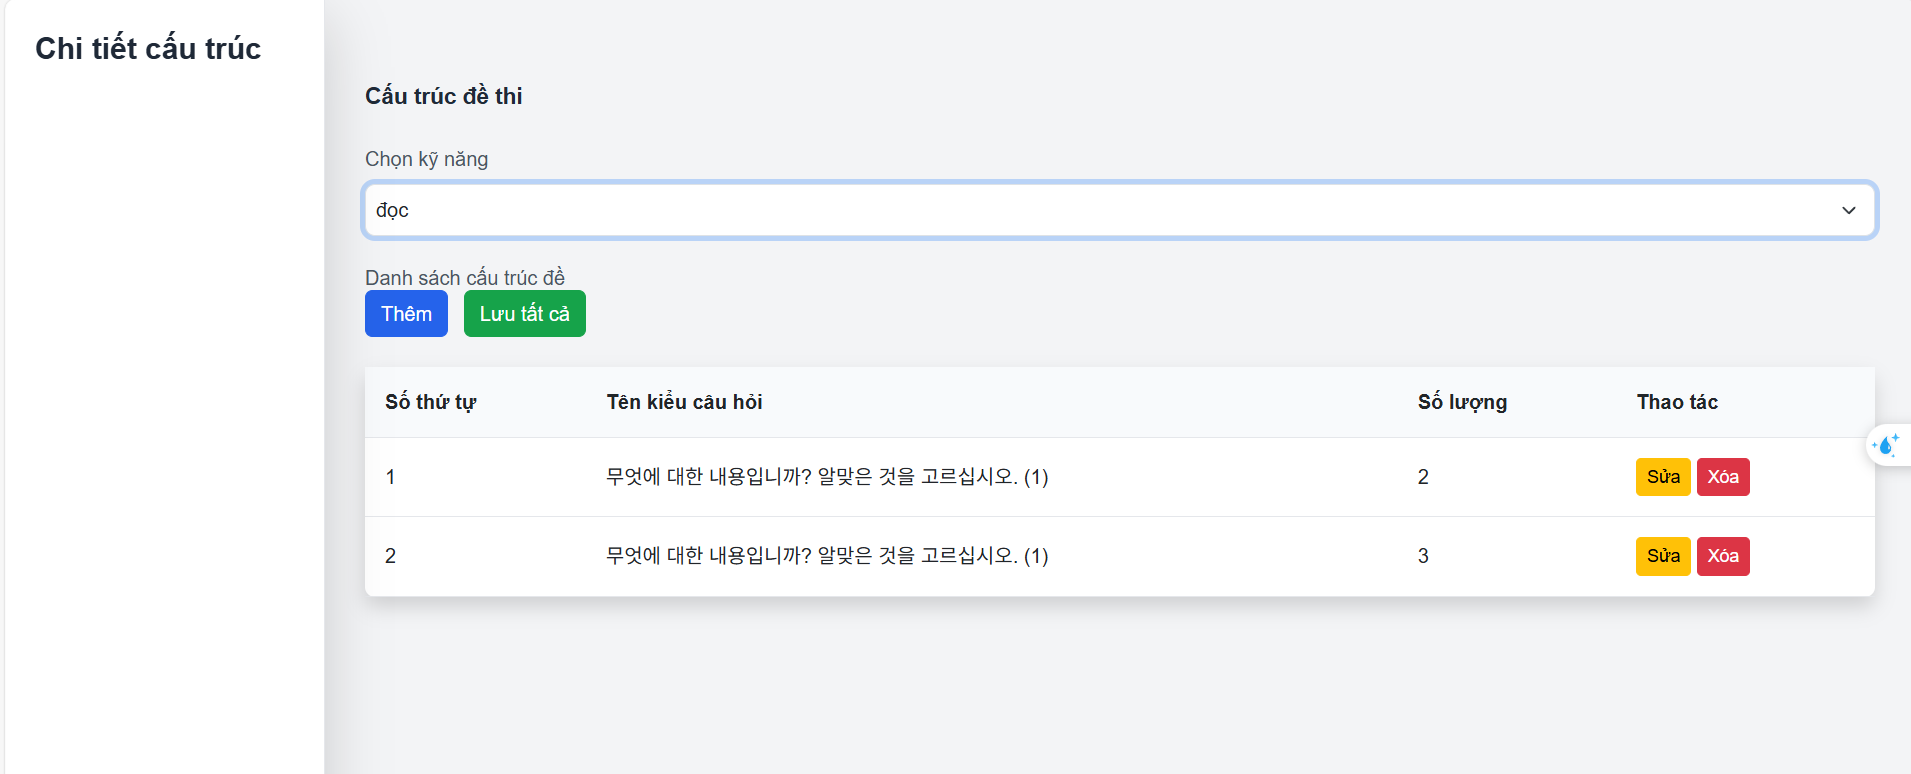 Chi tiết cấu trúc
Cấu trúc đề thi
Chọn kỹ năng
đọc
Danh sách cấu trúc đề
Thêm Lưu tất cả
Số thứ tự Tên kiểu câu hỏi Số lượng Thao tác
1 무엇에 대한 내용입니까? 알맞은 것을 고르십시오. (1) 2 Sửa Xóa
2 무엇에 대한 내용입니까? 알맞은 것을 고르십시오. (1) 3 Sửa Xóa